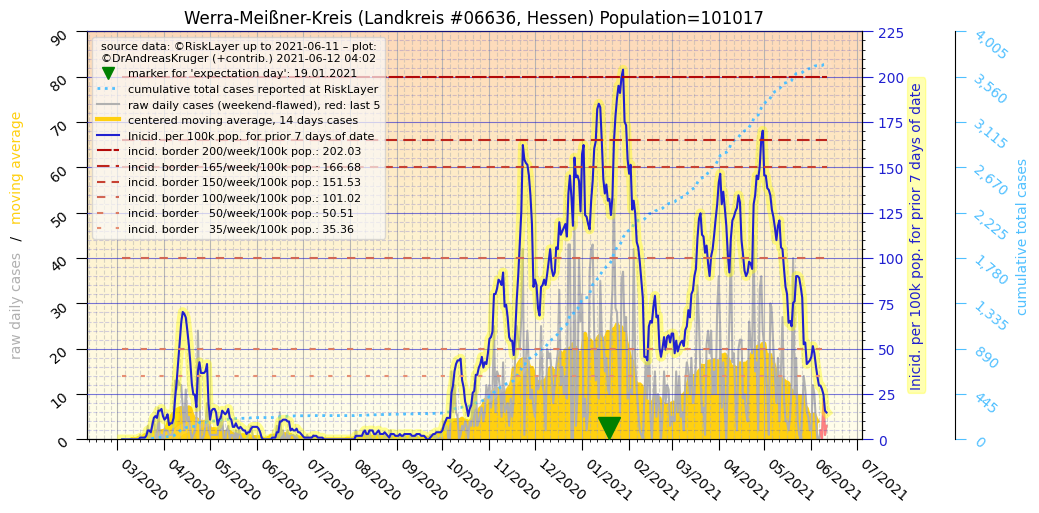 Werra-Meißner-Kreis (Landkreis #06636, Hessen) Population=101017
source data: ©RiskLayer up to 2021-06-11 – plot:
©DrAndreasKruger (+contrib.) 2021-06-12 04:02
marker for 'expectation day': 19.01.2021
cumulative total cases reported at RiskLayer
raw daily cases (weekend-flawed), red: last 5
centered moving average, 14 days cases
Inicid. per 100k pop. for prior 7 days of date
incid. border 200/week/100k pop.: 202.03
incid. border 165/week/100k pop.: 166.68
incid. border 150/week/100k pop.: 151.53
incid. border 100/week/100k pop.: 101.02
incid. border 50/week/100k pop.: 50.51
incid. border 35/week/100k pop.: 35.36
raw daily cases / moving average
90
80
70
60
50
40
30
20
10
0
03/2020
04/2020
05/2020
06/2020
07/2020
08/2020
09/2020
10/2020
11/2020
12/2020
01/2021
02/2021
03/2021
04/2021
05/2021
06/2021
07/2021
225
200
175
150
125
100
75
50
25
0
Inicid. per 100k pop. for prior 7 days of date
4,005
3,560
3,115
2,670
2,225
1,780
1,335
890
445
0
cumulative total cases